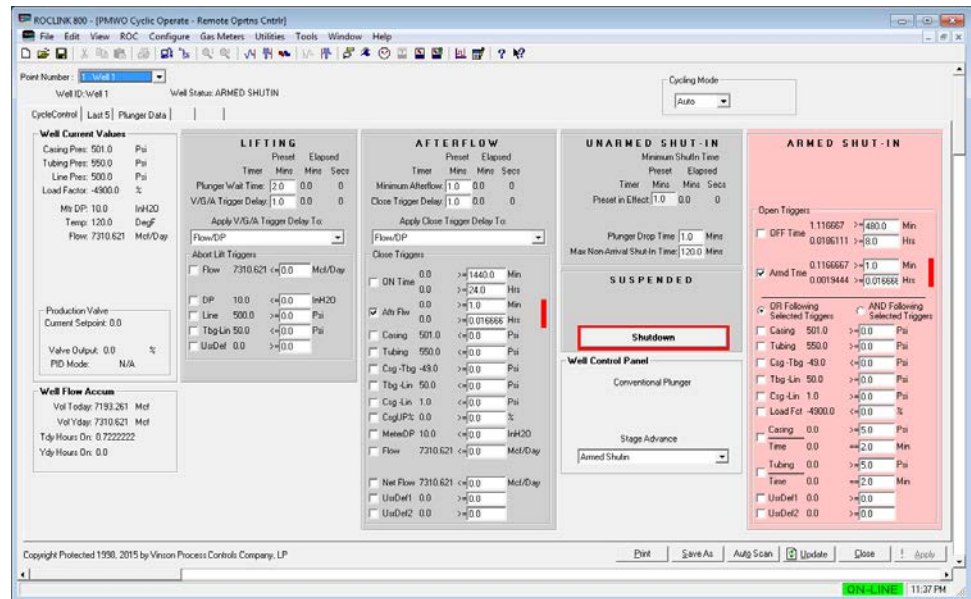 ROCLINK 800 - [PMWO Cyclic Operate - Remote Oprtns Cntrlr]
File Edit View ROC Configure Gas Meters Utilities Tools Window Help
Point Number : 1 - Well 1
Well ID: Well 1 Well Status: ARMED SHUTIN
Cycling Mode
Auto
CycleControl Last 5 Plunger Data
Well Current Values
Casing Pres: 501.0 Psi
Tubing Pres: 550.0 Psi
Line Pres: 500.0 Psi
Load Factor: -4900.0 %
Mtr DP: 10.0 InH2O
Temp: 120.0 DegF
Flow: 7310.621 Mcf/Day
Production Valve
Current Setpoint: 0.0
Valve Output: 0.0 %
PID Mode: N/A
Well Flow Accum
Vol Today: 7193.261 Mcf
Vol Yday: 7310.621 Mcf
Tdy Hours On: 0.7222222
Ydy Hours On: 0.0
LIFTING
Preset Elapsed
Timer Mins Mins Secs
Plunger Wait Time: 2.0 0.0 0
V/G/A Trigger Delay: 1.0 0.0 0
Apply V/G/A Trigger Delay To:
Flow/DP
Abort Lift Triggers
Flow 7310.621 <= 0.0 Mcf/Day
DP 10.0 <= 0.0 InH2O
Line 500.0 >= 0.0 Psi
Tbg-Lin 50.0 <= 0.0 Psi
UsrDef 0.0 >= 0.0
AFTERFLOW
Preset Elapsed
Timer Mins Mins Secs
Minimum Afterflow: 1.0 0.0 0
Close Trigger Delay: 1.0 0.0 0
Apply Close Trigger Delay To:
Flow/DP
Close Triggers
ON Time 0.0 >= 1440.0 Min
0.0 >= 24.0 Hrs
Aftr Flw 0.0 >= 1.0 Min
0.0 >= 0.016666 Hrs
Casing 501.0 <= 0.0 Psi
Tubing 550.0 <= 0.0 Psi
Csg -Tbg -49.0 <= 0.0 Psi
Tbg -Lin 50.0 <= 0.0 Psi
Csg -Lin 1.0 >= 0.0 Psi
CsgUP% 0.0 >= 0.0 %
MeterDP 10.0 <= 0.0 InH2O
Flow 7310.621 <= 0.0 Mcf/Day
Net Flow 7310.621 <= 0.0 Mcf/Day
UsrDef1 0.0 >= 0.0
UsrDef2 0.0 >= 0.0
UNARMED SHUT-IN
Minimum ShutIn Time
Preset Elapsed
Timer Mins Mins Secs
Preset in Effect: 1.0 0.0 0
Plunger Drop Time 1.0 Mins
Max Non-Arrival Shut-In Time: 120.0 Mins
SUSPENDED
Shutdown
Well Control Panel
Conventional Plunger
Stage Advance
Armed Shutin
ARMED SHUT-IN
Open Triggers
OFF Time 1.116667 >= 480.0 Min
0.0186111 >= 8.0 Hrs
Armd Tme 0.1166667 >= 1.0 Min
0.0019444 >= 0.016666 Hrs
OR Following Selected Triggers AND Following Selected Triggers
Casing 501.0 >= 0.0 Psi
Tubing 550.0 >= 0.0 Psi
Csg -Tbg -49.0 <= 0.0 Psi
Tbg -Lin 50.0 >= 0.0 Psi
Csg -Lin 1.0 >= 0.0 Psi
Load Fct -4900.0 <= 0.0 %
Casing 0.0 >= 5.0 Psi
Time 0.0 == 2.0 Min
Tubing 0.0 >= 5.0 Psi
Time 0.0 == 2.0 Min
UsrDef1 0.0 >= 0.0
UsrDef2 0.0 >= 0.0
Copyright Protected 1998, 2015 by Vinson Process Controls Company, LP
Print Save As Auto Scan Update Close ! Apply
ON-LINE 11:37 PM